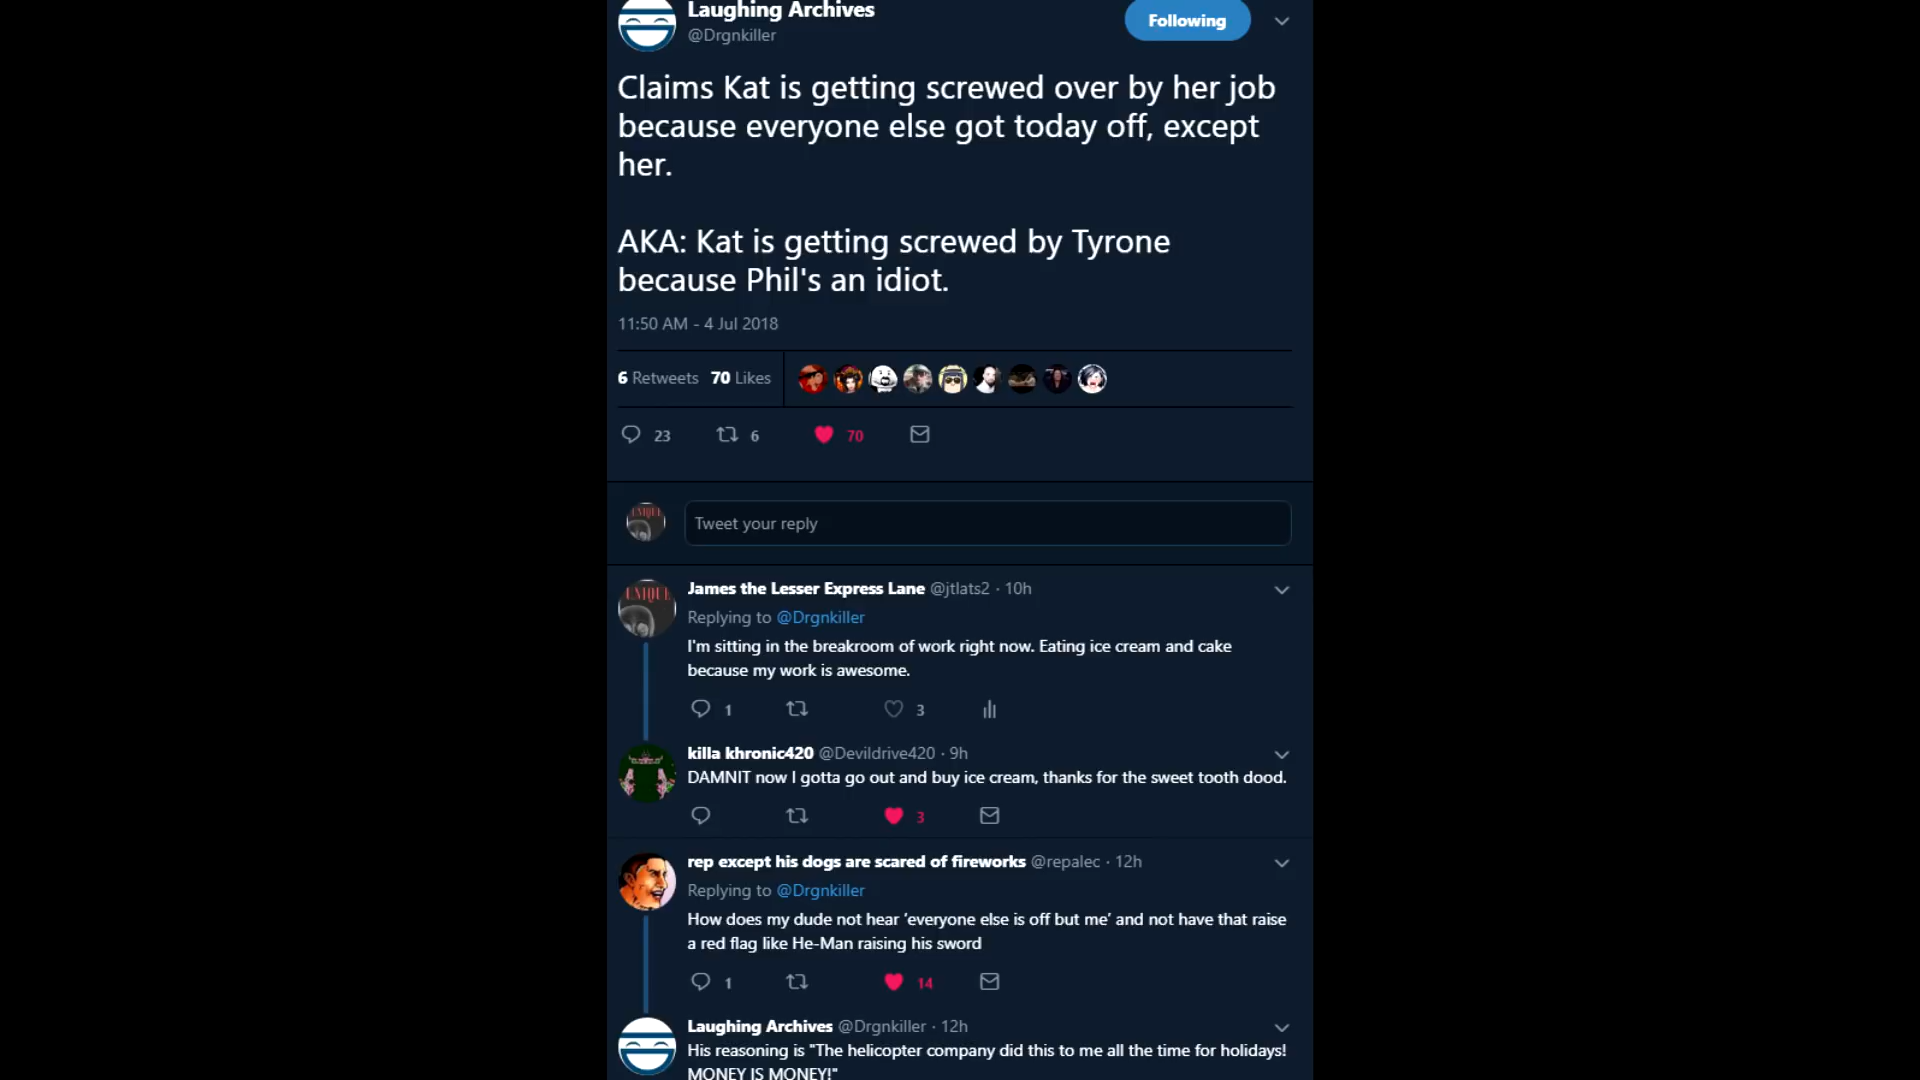 Laughing Archives
@Drgnkiller
Following
Claims Kat is getting screwed over by her job
because everyone else got today off, except
her.
AKA: Kat is getting screwed by Tyrone
because Phil's an idiot.
11:50 AM - 4 Jul 2018
6 Retweets 70 Likes
23 6 70
Tweet your reply
James the Lesser Express Lane @jtlats2 · 10h
Replying to @Drgnkiller
I'm sitting in the breakroom of work right now. Eating ice cream and cake
because my work is awesome.
1 3
killa khronic420 @Devildrive420 · 9h
DAMNIT now I gotta go out and buy ice cream, thanks for the sweet tooth dood.
3
rep except his dogs are scared of fireworks @repalec · 12h
Replying to @Drgnkiller
How does my dude not hear ‘everyone else is off but me’ and not have that raise
a red flag like He-Man raising his sword
1 14
Laughing Archives @Drgnkiller · 12h
His reasoning is "The helicopter company did this to me all the time for holidays!
MONEY IS MONEY!"